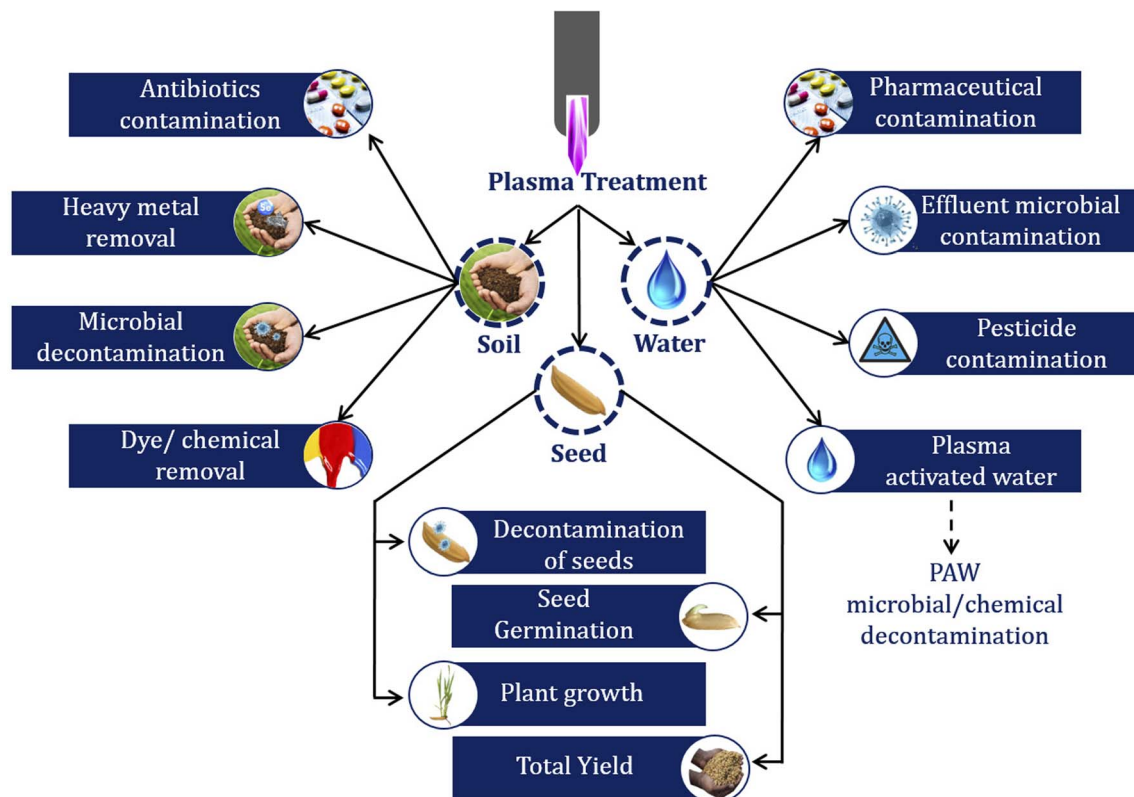 Plasma Treatment
Antibiotics
contamination
Heavy metal
removal
Microbial
decontamination
Dye/ chemical
removal
Soil
Water
Seed
Pharmaceutical
contamination
Effluent microbial
contamination
Pesticide
contamination
Plasma
activated water
PAW
microbial/chemical
decontamination
Decontamination
of seeds
Seed
Germination
Plant growth
Total Yield